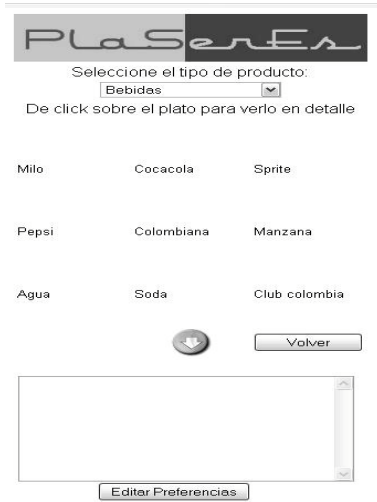 PLaSerEs
Seleccione el tipo de producto:
Bebidas
De click sobre el plato para verlo en detalle
Milo Cocacola Sprite
Pepsi Colombiana Manzana
Agua Soda Club colombia
Volver
Editar Preferencias